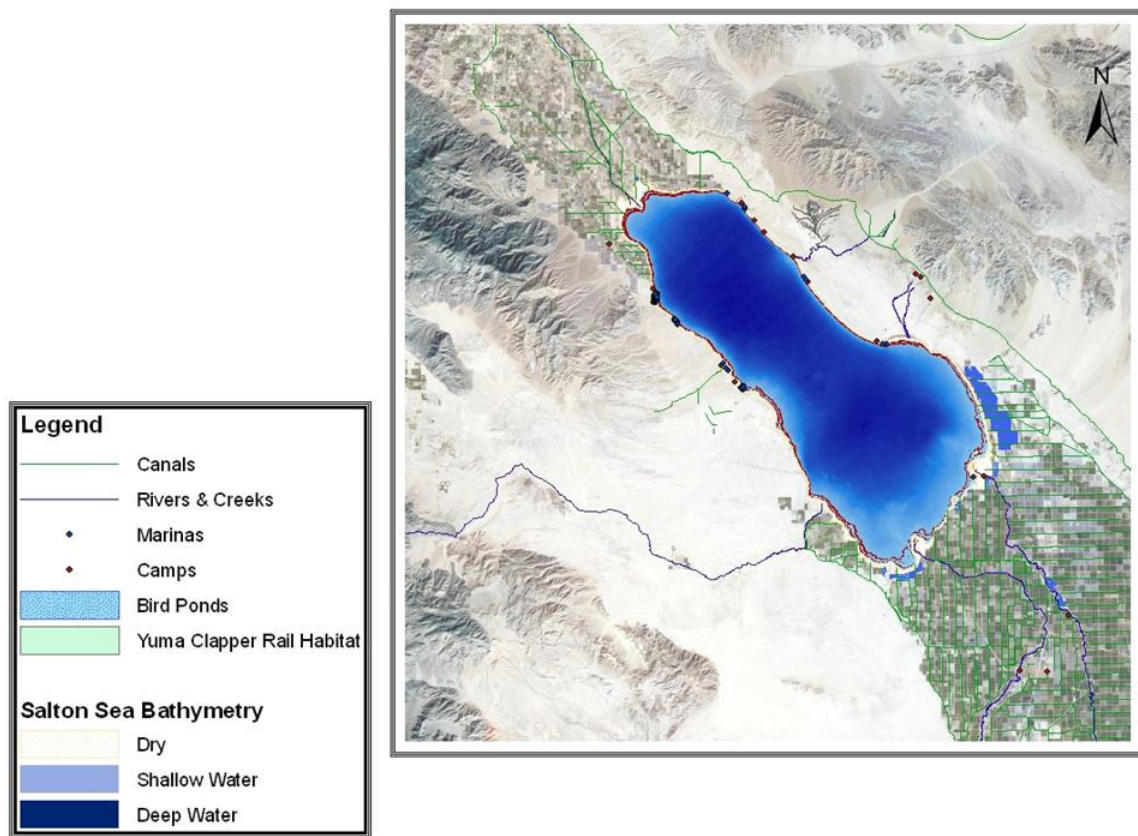 N
Legend
Canals
Rivers & Creeks
Marinas
Camps
Bird Ponds
Yuma Clapper Rail Habitat
Salton Sea Bathymetry
Dry
Shallow Water
Deep Water